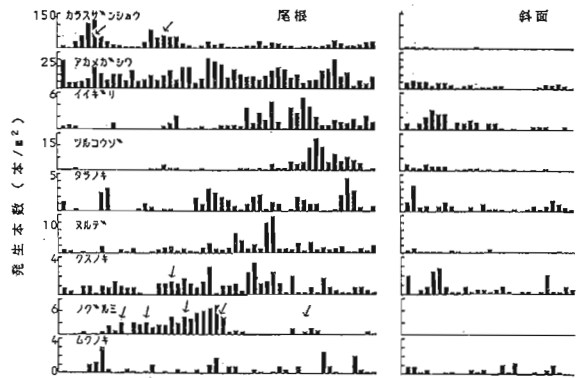 尾根
斜面
発生本数 (本/m²)
150 カラスザンショウ
25 アカメガシワ
6 イイギリ
15 ツルコウゾ
5 タラノキ
10 ヌルデ
4 クスノキ
6 ノグルミ
4 ムクノキ
0